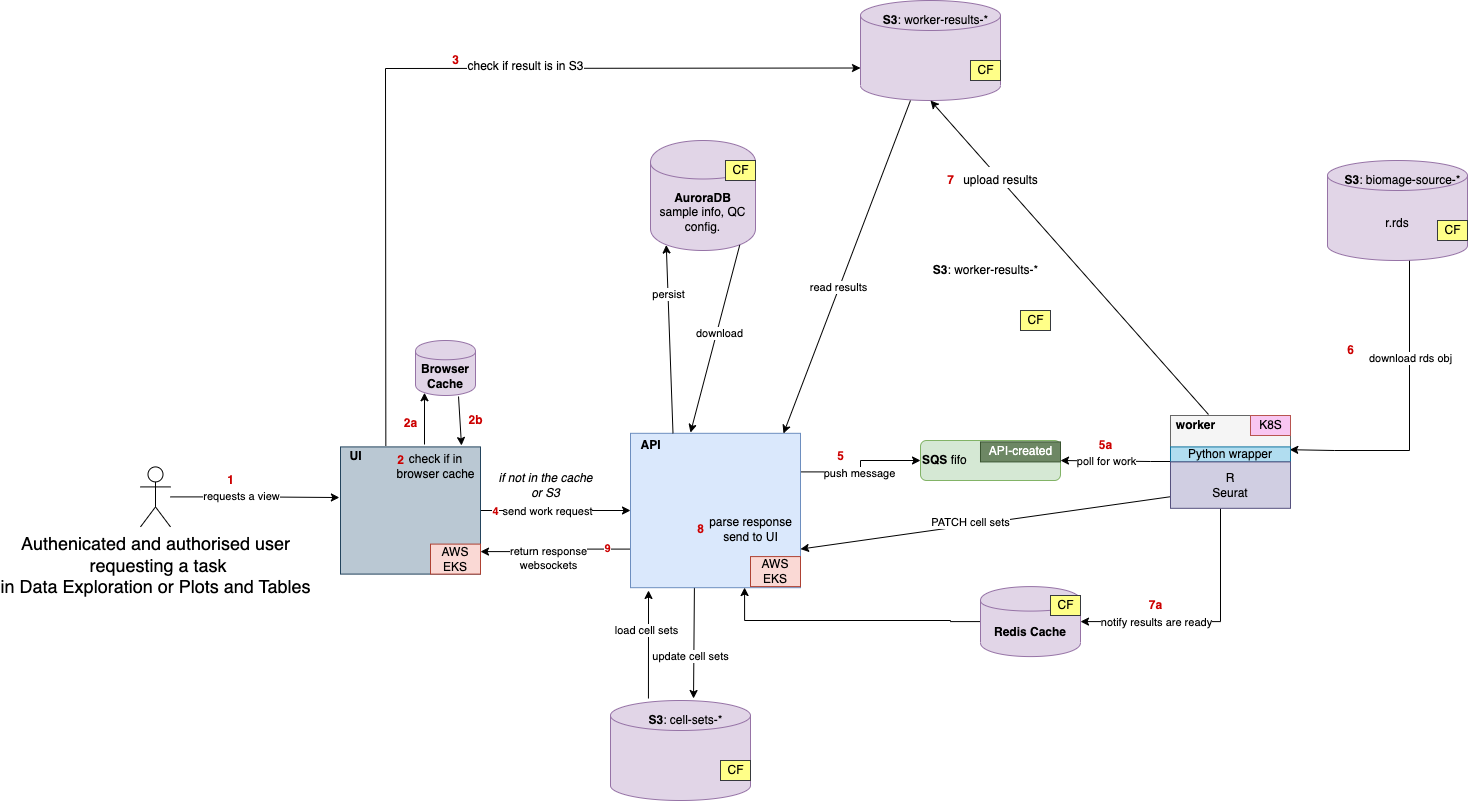 S3: worker-results-*
CF
3
check if result is in S3
CF
AuroraDB
sample info, QC
config.
7 upload results
S3: biomage-source-*
r.rds
CF
S3: worker-results-*
CF
read results
persist
download
6
download rds obj
Browser
Cache
2a
2b
UI
2 check if in
browser cache
AWS
EKS
1
requests a view
Authenicated and authorised user
requesting a task
in Data Exploration or Plots and Tables
if not in the cache
or S3
4 send work request
return response 9
websockets
API
8 parse response
send to UI
AWS
EKS
5
push message
SQS fifo
API-created
5a
poll for work
worker
K8S
Python wrapper
R
Seurat
PATCH cell sets
CF
Redis Cache
7a
notify results are ready
load cell sets
update cell sets
S3: cell-sets-*
CF